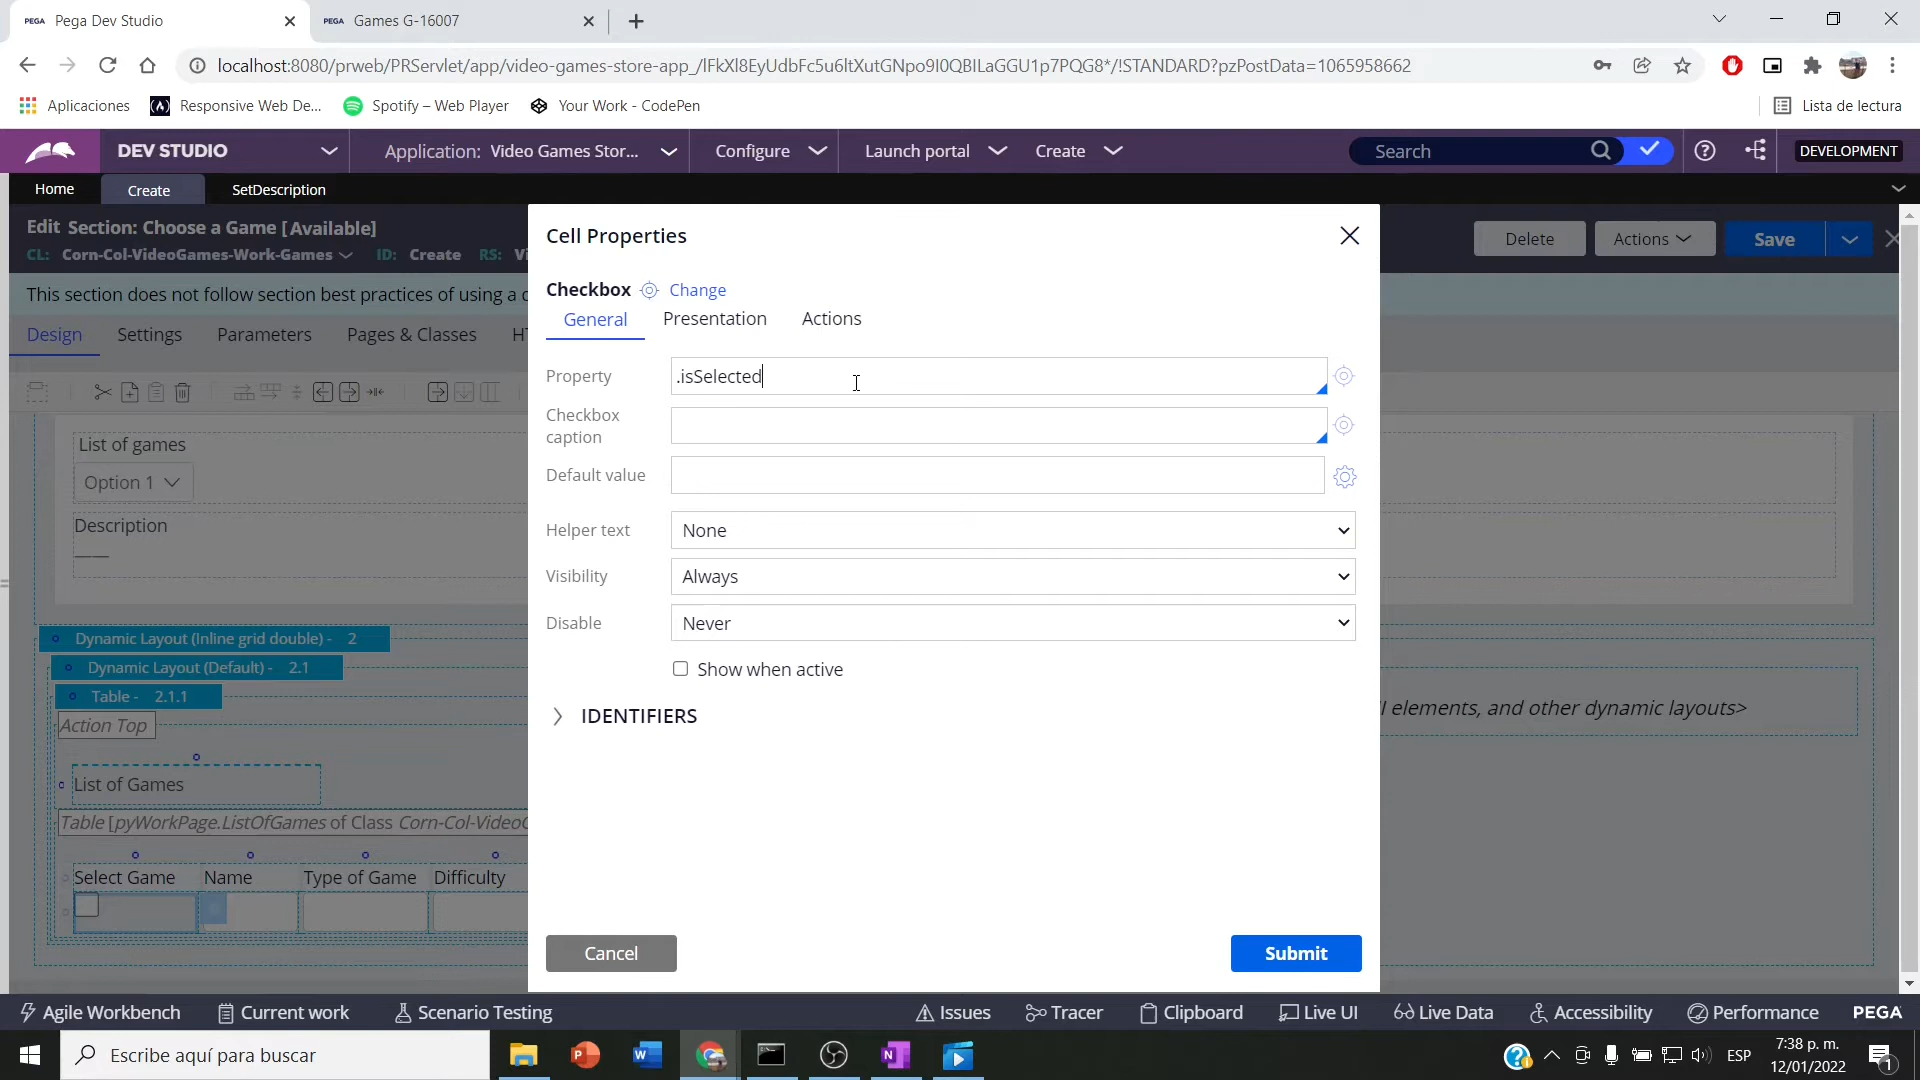 PEGA Pega Dev Studio
PEGA Games G-16007
localhost:8080/prweb/PRServlet/app/video-games-store-app_/lFkXl8EyUdbFc5u6ltXutGNpo9I0QBILaGGU1p7PQG8*/!STANDARD?pzPostData=1065958662
Aplicaciones
Responsive Web De...
Spotify – Web Player
Your Work - CodePen
Lista de lectura
DEV STUDIO
Application: Video Games Stor...
Configure
Launch portal
Create
Search
DEVELOPMENT
Home
Create
SetDescription
Edit Section: Choose a Game [Available]
CL: Corn-Col-VideoGames-Work-Games ID: Create RS: Vi
Delete
Actions
Save
This section does not follow section best practices of using a d
Design
Settings
Parameters
Pages & Classes
HT
List of games
Option 1
Description
Dynamic Layout (Inline grid double) - 2
Dynamic Layout (Default) - 2.1
Table - 2.1.1
Action Top
List of Games
Table [pyWorkPage.ListOfGames of Class Corn-Col-VideoG
Select Game
Name
Type of Game
Difficulty
l elements, and other dynamic layouts>
Cell Properties
Checkbox Change
General
Presentation
Actions
Property .isSelected
Checkbox
caption
Default value
Helper text None
Visibility Always
Disable Never
Show when active
IDENTIFIERS
Cancel
Submit
Agile Workbench
Current work
Scenario Testing
Issues
Tracer
Clipboard
Live UI
Live Data
Accessibility
Performance
PEGA
Escribe aquí para buscar
ESP
7:38 p. m.
12/01/2022
1